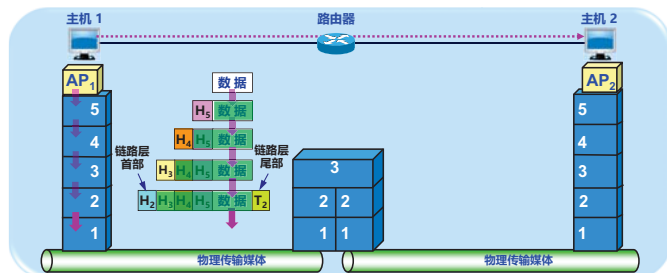 主机 1
路由器
主机 2
AP1
数 据
AP2
5
H5 数 据
5
4
H4 H5 数 据
4
链路层
首部
链路层
尾部
3
H3 H4 H5 数 据
3
3
2
H2 H3 H4 H5 数 据 T2
2 2
2
1
1 1
1
物理传输媒体
物理传输媒体